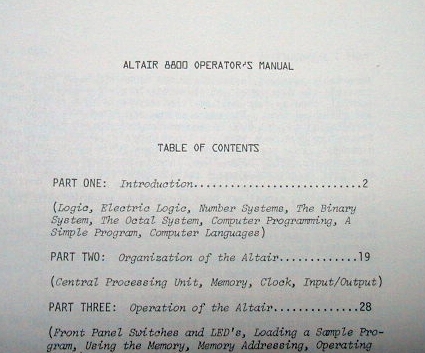 ALTAIR 8800 OPERATOR'S MANUAL
TABLE OF CONTENTS
PART ONE: Introduction..........................2
(Logic, Electric Logic, Number Systems, The Binary
System, The Octal System, Computer Programming, A
Simple Program, Computer Languages)
PART TWO: Organization of the Altair............19
(Central Processing Unit, Memory, Clock, Input/Output)
PART THREE: Operation of the Altair.............28
(Front Panel Switches and LED's, Loading a Sample Pro-
gram, Using the Memory, Memory Addressing, Operating